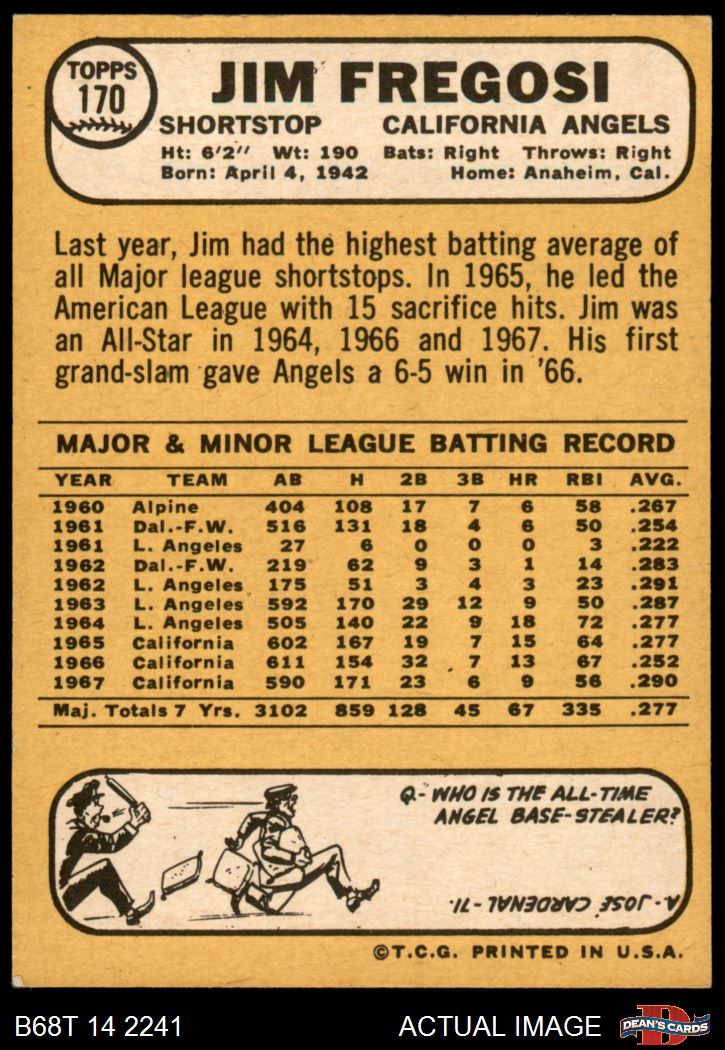 TOPPS
170
JIM FREGOSI
SHORTSTOP CALIFORNIA ANGELS
Ht: 6'2'' Wt: 190 Bats: Right Throws: Right
Born: April 4, 1942 Home: Anaheim, Cal.
Last year, Jim had the highest batting average of
all Major league shortstops. In 1965, he led the
American League with 15 sacrifice hits. Jim was
an All-Star in 1964, 1966 and 1967. His first
grand-slam gave Angels a 6-5 win in '66.
MAJOR & MINOR LEAGUE BATTING RECORD
YEAR TEAM AB H 2B 3B HR RBI AVG.
1960 Alpine 404 108 17 7 6 58 .267
1961 Dal.-F.W. 516 131 18 4 6 50 .254
1961 L. Angeles 27 6 0 0 0 3 .222
1962 Dal.-F.W. 219 62 9 3 1 14 .283
1962 L. Angeles 175 51 3 4 3 23 .291
1963 L. Angeles 592 170 29 12 9 50 .287
1964 L. Angeles 505 140 22 9 18 72 .277
1965 California 602 167 19 7 15 64 .277
1966 California 611 154 32 7 13 67 .252
1967 California 590 171 23 6 9 56 .290
Maj. Totals 7 Yrs. 3102 859 128 45 67 335 .277
Q- WHO IS THE ALL-TIME
ANGEL BASE-STEALER?
A- JOSÉ CARDENAL - 71.
©T.C.G. PRINTED IN U.S.A.
B68T 14 2241 ACTUAL IMAGE
D
DEAN'S CARDS